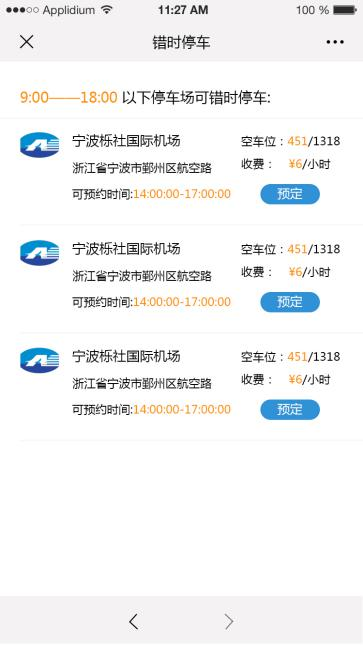 ●●●○○ Applidium 11:27 AM 100 %
错时停车
9:00——18:00 以下停车场可错时停车:
宁波栎社国际机场 空车位：451/1318
浙江省宁波市鄞州区航空路 收费： ¥6/小时
可预约时间:14:00:00-17:00:00 预定
宁波栎社国际机场 空车位：451/1318
浙江省宁波市鄞州区航空路 收费： ¥6/小时
可预约时间:14:00:00-17:00:00 预定
宁波栎社国际机场 空车位：451/1318
浙江省宁波市鄞州区航空路 收费： ¥6/小时
可预约时间:14:00:00-17:00:00 预定